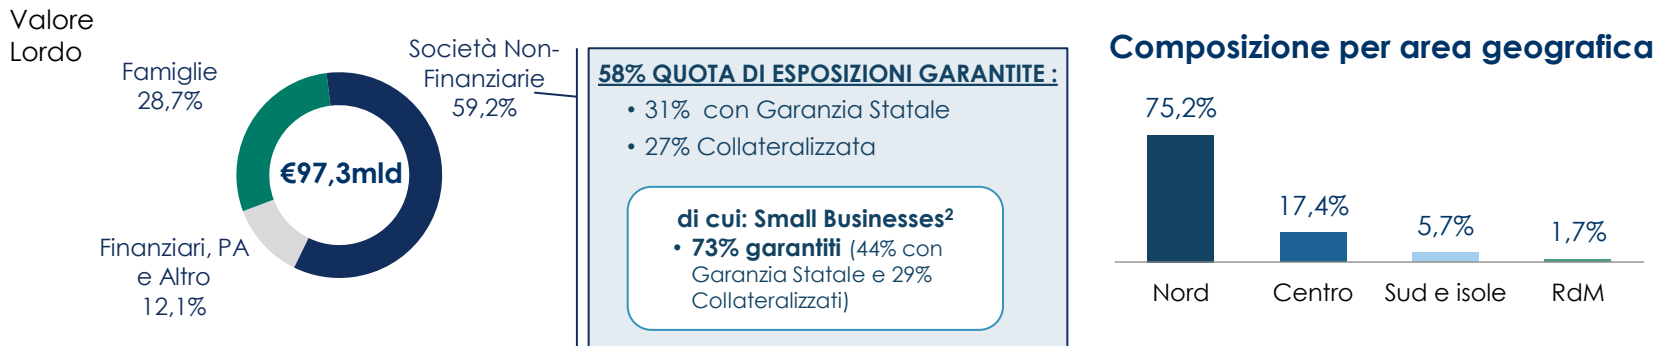 Valore
Lordo
Famiglie
28,7%
Società Non-
Finanziarie
59,2%
€97,3mld
Finanziari, PA
e Altro
12,1%
58% QUOTA DI ESPOSIZIONI GARANTITE :
• 31% con Garanzia Statale
• 27% Collateralizzata
di cui: Small Businesses²
• 73% garantiti (44% con
Garanzia Statale e 29%
Collateralizzati)
Composizione per area geografica
75,2%
17,4%
5,7%
1,7%
Nord
Centro
Sud e isole
RdM